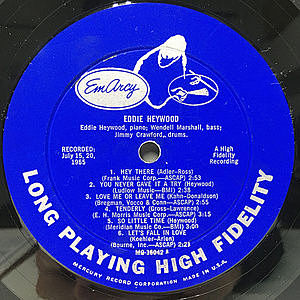 EmArcy
EDDIE HEYWOOD
Eddie Heywood, piano; Wendell Marshall, bass;
Jimmy Crawford, drums.
RECORDED:
July 15, 20,
1955
A High
Fidelity
Recording
1. HEY THERE (Adler-Ross)
(Frank Music Corp.—ASCAP) 2:53
2. YOU NEVER GAVE IT A TRY (Heywood)
(Ludlow Music—BMI) 2:38
3. LOVE ME OR LEAVE ME (Kahn-Donaldson)
(Bregman, Vocco & Conn—ASCAP) 2:51
4. TENDERLY (Gross-Lawrence)
(E. H. Morris Music Corp.—ASCAP) 3:15
5. SO LITTLE TIME (Heywood)
(Meridian Music Corp.—BMI) 3:00
6. LET'S FALL IN LOVE
(Koehler-Arlen)
(Bourne, Inc.—ASCAP) 2:23
MG-36042 A
LONG PLAYING HIGH FIDELITY
MERCURY RECORD CORPORATION MADE IN U.S.A.